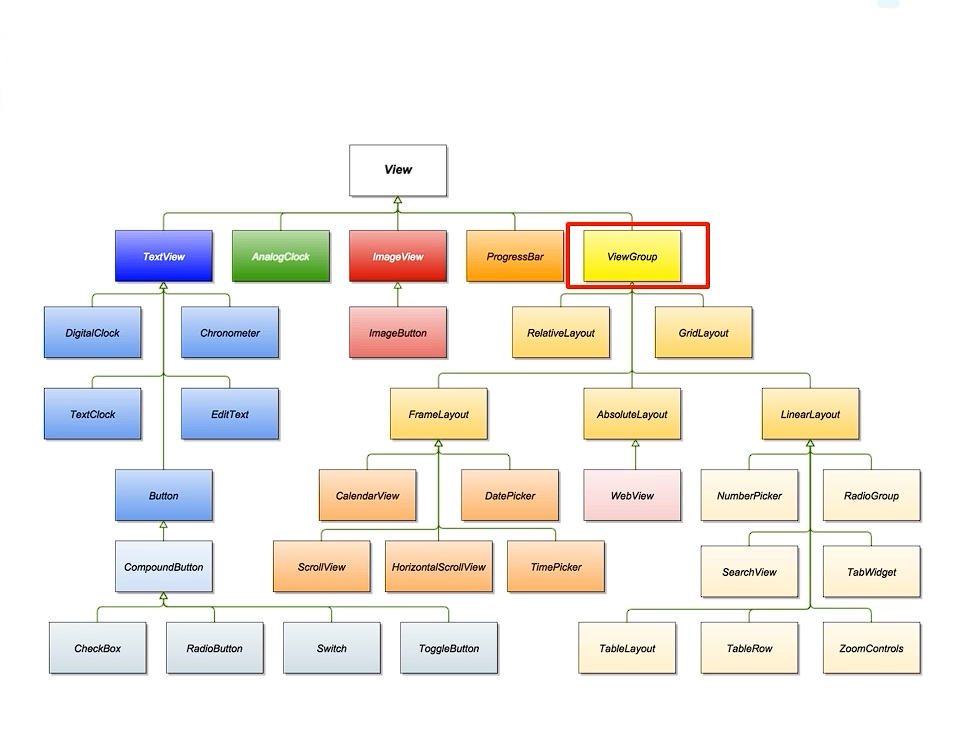 View
TextView
AnalogClock
ImageView
ProgressBar
ViewGroup
DigitalClock
Chronometer
ImageButton
RelativeLayout
GridLayout
TextClock
EditText
FrameLayout
AbsoluteLayout
LinearLayout
Button
CalendarView
DatePicker
WebView
NumberPicker
RadioGroup
CompoundButton
ScrollView
HorizontalScrollView
TimePicker
SearchView
TabWidget
CheckBox
RadioButton
Switch
ToggleButton
TableLayout
TableRow
ZoomControls